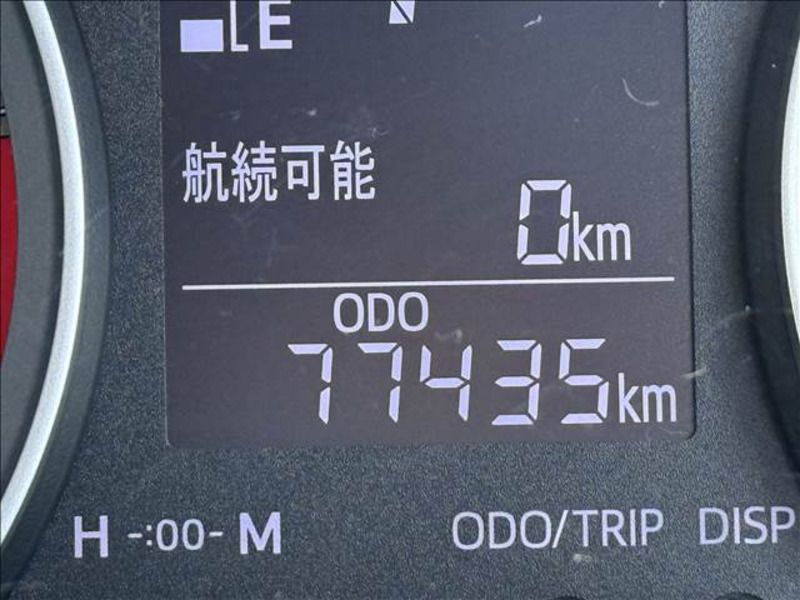 E
航続可能
0km
ODO
77435km
H -:00- M
ODO/TRIP DISP